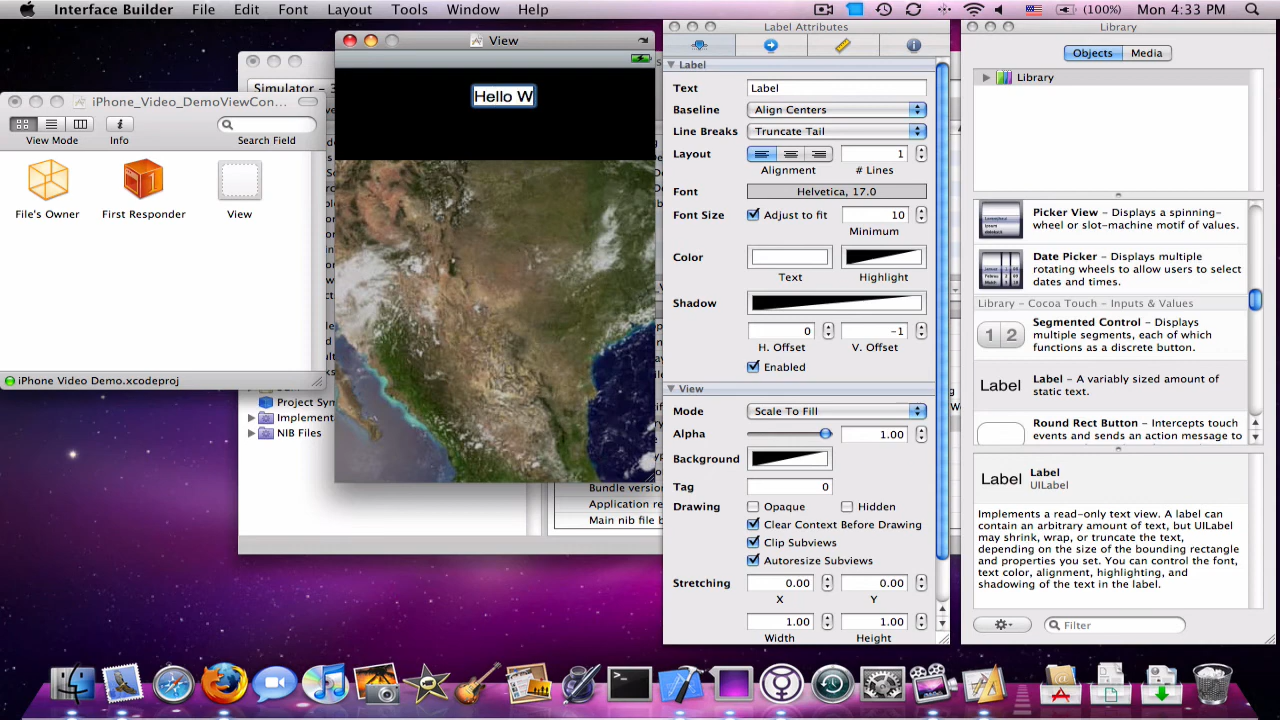 Interface Builder File Edit Font Layout Tools Window Help
(100%) Mon 4:33 PM
Simulator – 3
iPhone_Video_DemoViewCon...
View Mode Info Search Field
File's Owner First Responder View
iPhone Video Demo.xcodeproj
Project Sym
Implement
NIB Files
View
Hello W
Bundle version
Application re
Main nib file b
Label Attributes
Label
Text Label
Baseline Align Centers
Line Breaks Truncate Tail
Layout 1
Alignment # Lines
Font Helvetica, 17.0
Font Size Adjust to fit 10
Minimum
Color
Text Highlight
Shadow
0 -1
H. Offset V. Offset
Enabled
View
Mode Scale To Fill
Alpha 1.00
Background
Tag 0
Drawing Opaque Hidden
Clear Context Before Drawing
Clip Subviews
Autoresize Subviews
Stretching 0.00 0.00
X Y
1.00 1.00
Width Height
Library
Objects Media
Library
Picker View – Displays a spinning-
wheel or slot-machine motif of values.
Date Picker – Displays multiple
rotating wheels to allow users to select
dates and times.
Library – Cocoa Touch – Inputs & Values
1 2
Segmented Control – Displays
multiple segments, each of which
functions as a discrete button.
Label
Label – A variably sized amount of
static text.
Round Rect Button – Intercepts touch
events and sends an action message to
Label
Label
UILabel
Implements a read-only text view. A label can
contain an arbitrary amount of text, but UILabel
may shrink, wrap, or truncate the text,
depending on the size of the bounding rectangle
and properties you set. You can control the font,
text color, alignment, highlighting, and
shadowing of the text in the label.
Filter